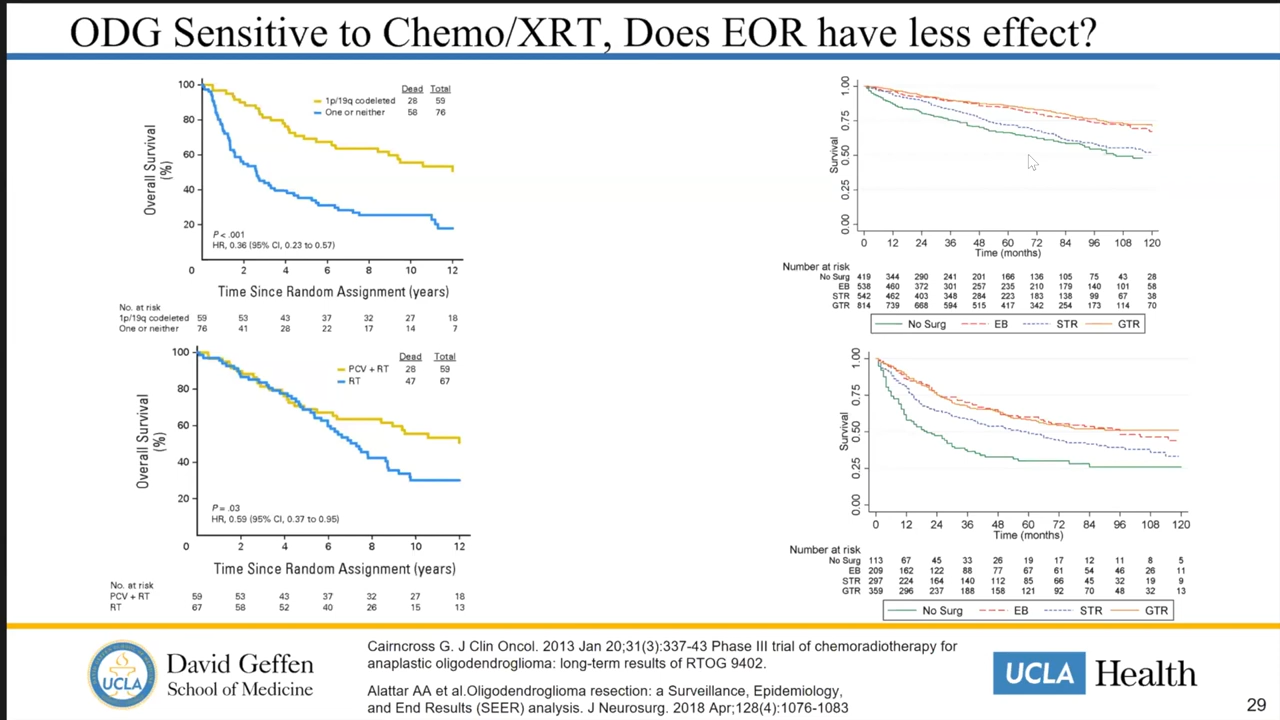 ODG Sensitive to Chemo/XRT, Does EOR have less effect?
Overall Survival
(%)
100
80
60
40
20
Dead Total
1p/19q codeleted 28 59
One or neither 58 76
P < .001
HR, 0.36 (95% CI, 0.23 to 0.57)
0 2 4 6 8 10 12
Time Since Random Assignment (years)
No. at risk
1p/19q codeleted 59 53 43 37 32 27 18
One or neither 76 41 28 22 17 14 7
Overall Survival
(%)
100
80
60
40
20
Dead Total
PCV + RT 28 59
RT 47 67
P = .03
HR, 0.59 (95% CI, 0.37 to 0.95)
0 2 4 6 8 10 12
Time Since Random Assignment (years)
No. at risk
PCV + RT 59 53 43 37 32 27 18
RT 67 58 52 40 26 15 13
Survival
1.00
0.75
0.50
0.25
0.00
0 12 24 36 48 60 72 84 96 108 120
Time (months)
Number at risk
No Surg 419 344 290 241 201 166 136 105 75 43 28
EB 538 460 372 301 257 235 210 179 140 101 58
STR 542 462 403 348 284 223 183 138 99 67 38
GTR 814 739 668 594 515 417 342 254 173 114 70
No Surg EB STR GTR
Survival
1.00
0.75
0.50
0.25
0.00
0 12 24 36 48 60 72 84 96 108 120
Time (months)
Number at risk
No Surg 113 67 45 33 26 19 17 12 11 8 5
EB 209 162 122 88 77 67 61 54 46 26 11
STR 297 224 164 140 112 85 66 45 32 19 9
GTR 359 296 237 188 158 121 92 70 48 32 13
No Surg EB STR GTR
UCLA
David Geffen
School of Medicine
Cairncross G. J Clin Oncol. 2013 Jan 20;31(3):337-43 Phase III trial of chemoradiotherapy for
anaplastic oligodendroglioma: long-term results of RTOG 9402.
Alattar AA et al.Oligodendroglioma resection: a Surveillance, Epidemiology,
and End Results (SEER) analysis. J Neurosurg. 2018 Apr;128(4):1076-1083
UCLA Health
29